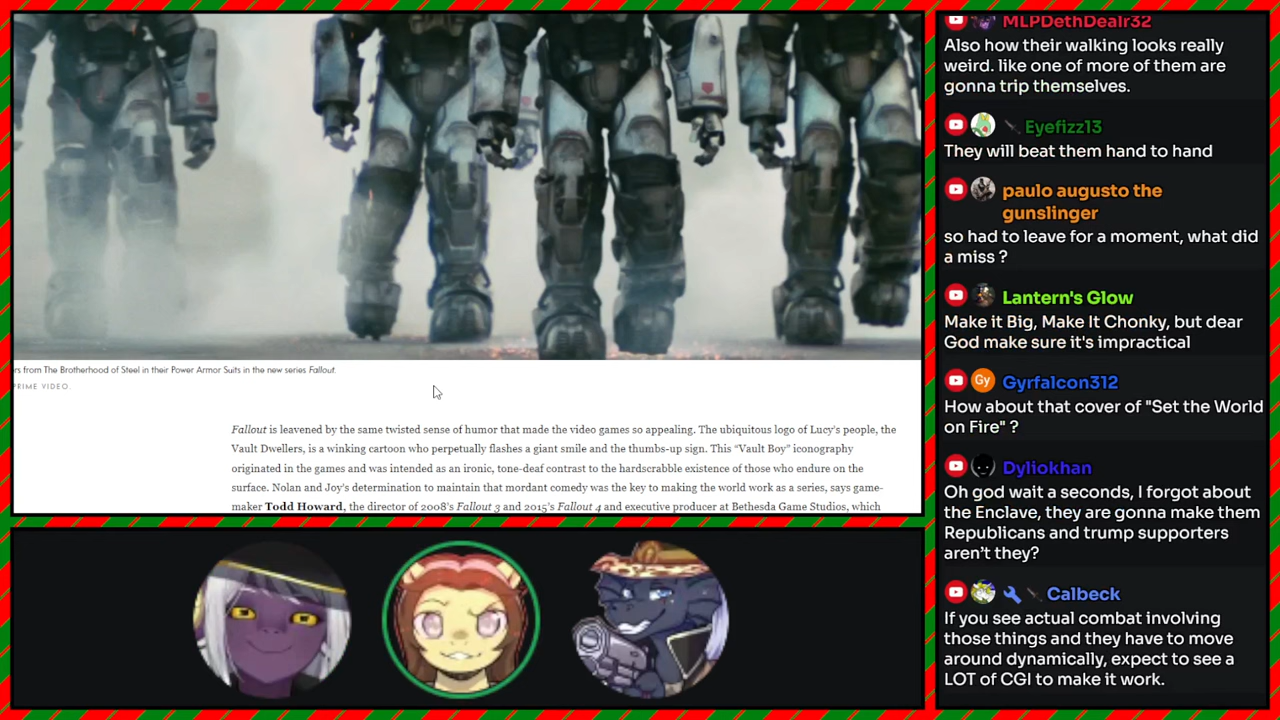 rs from The Brotherhood of Steel in their Power Armor Suits in the new series Fallout.
PRIME VIDEO.
Fallout is leavened by the same twisted sense of humor that made the video games so appealing. The ubiquitous logo of Lucy's people, the
Vault Dwellers, is a winking cartoon who perpetually flashes a giant smile and the thumbs-up sign. This “Vault Boy” iconography
originated in the games and was intended as an ironic, tone-deaf contrast to the hardscrabble existence of those who endure on the
surface. Nolan and Joy's determination to maintain that mordant comedy was the key to making the world work as a series, says game-
maker Todd Howard, the director of 2008's Fallout 3 and 2015's Fallout 4 and executive producer at Bethesda Game Studios, which
MLPDethDealr32
Also how their walking looks really
weird. like one of more of them are
gonna trip themselves.
Eyefizz13
They will beat them hand to hand
paulo augusto the
gunslinger
so had to leave for a moment, what did
a miss ?
Lantern's Glow
Make it Big, Make It Chonky, but dear
God make sure it's impractical
Gy Gyrfalcon312
How about that cover of "Set the World
on Fire" ?
Dyliokhan
Oh god wait a seconds, I forgot about
the Enclave, they are gonna make them
Republicans and trump supporters
aren’t they?
Calbeck
If you see actual combat involving
those things and they have to move
around dynamically, expect to see a
LOT of CGI to make it work.